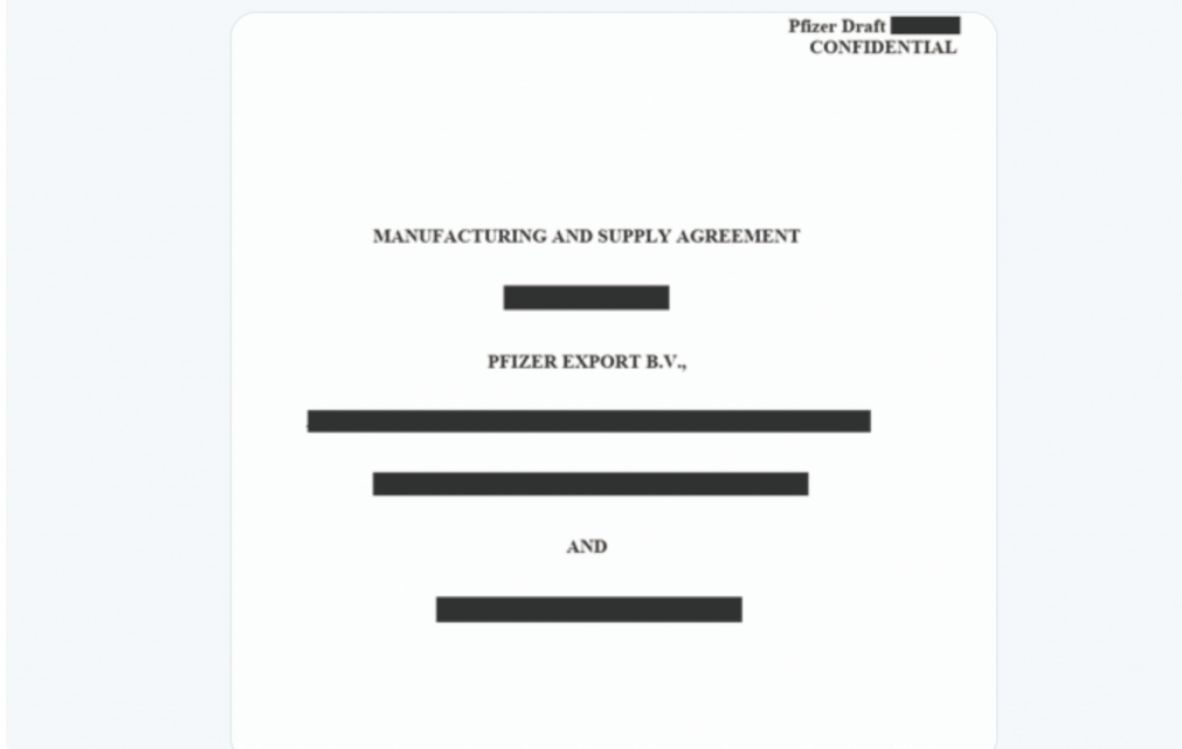 Pfizer Draft
CONFIDENTIAL
MANUFACTURING AND SUPPLY AGREEMENT
PFIZER EXPORT B.V.,
AND